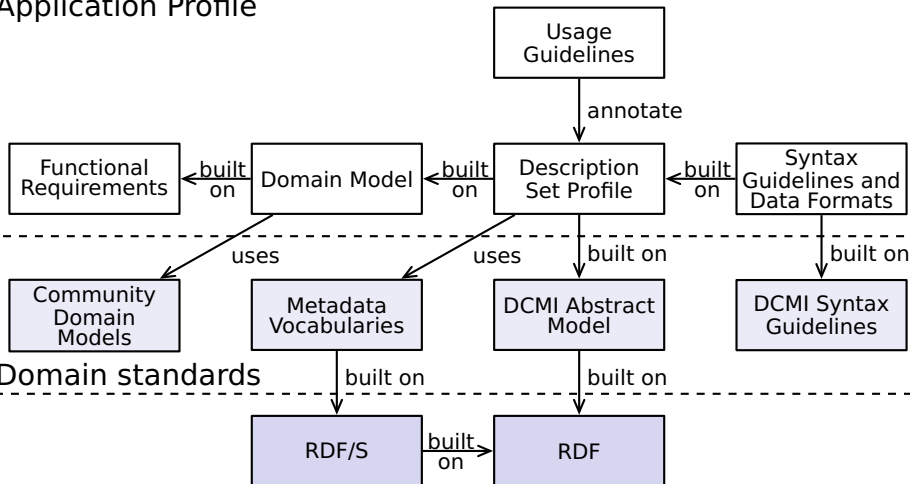 Application Profile
Usage
Guidelines
annotate
Functional
Requirements
built
on
Domain Model
built
on
Description
Set Profile
built
on
Syntax
Guidelines and
Data Formats
uses
uses
built on
built on
Community
Domain
Models
Metadata
Vocabularies
DCMI Abstract
Model
DCMI Syntax
Guidelines
Domain standards
built on
built on
RDF/S
built
on
RDF